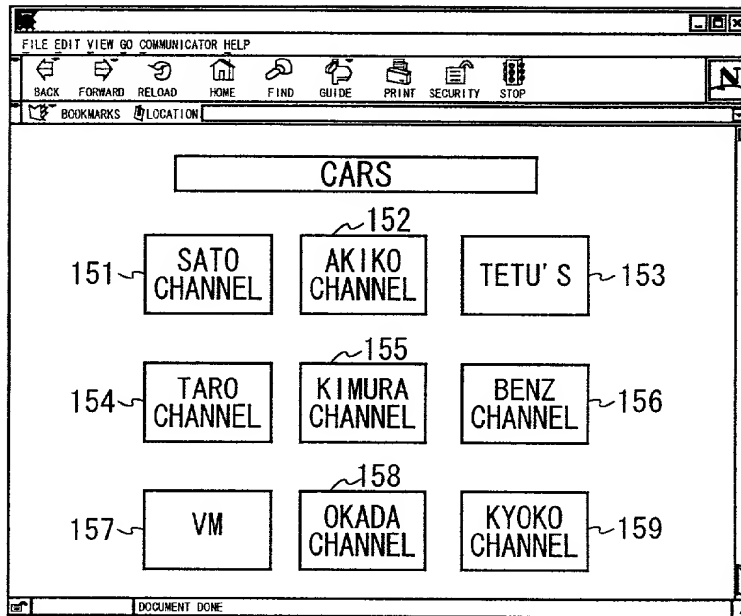 FILE EDIT VIEW GO COMMUNICATOR HELP
BACK FORWARD RELOAD HOME FIND GUIDE PRINT SECURITY STOP
N
BOOKMARKS LOCATION
CARS
152
151 SATO CHANNEL AKIKO CHANNEL TETU'S 153
155
154 TARO CHANNEL KIMURA CHANNEL BENZ CHANNEL 156
158
157 VM OKADA CHANNEL KYOKO CHANNEL 159
DOCUMENT DONE